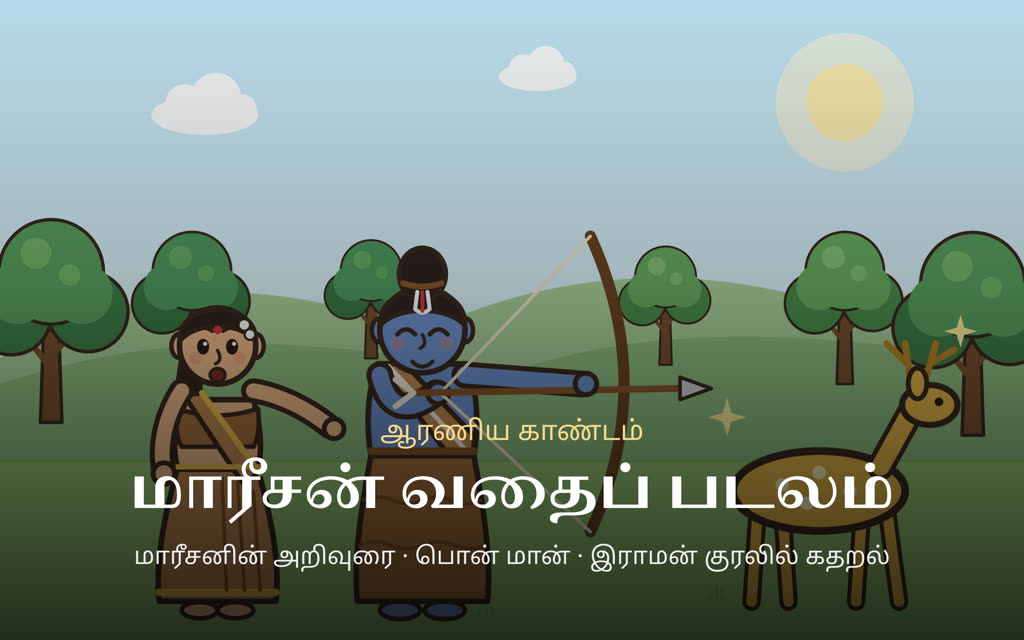 ஆரணிய காண்டம்
மாரீசன் வதைப் படலம்
மாரீசனின் அறிவுரை · பொன் மான் · இராமன் குரலில் கதறல்